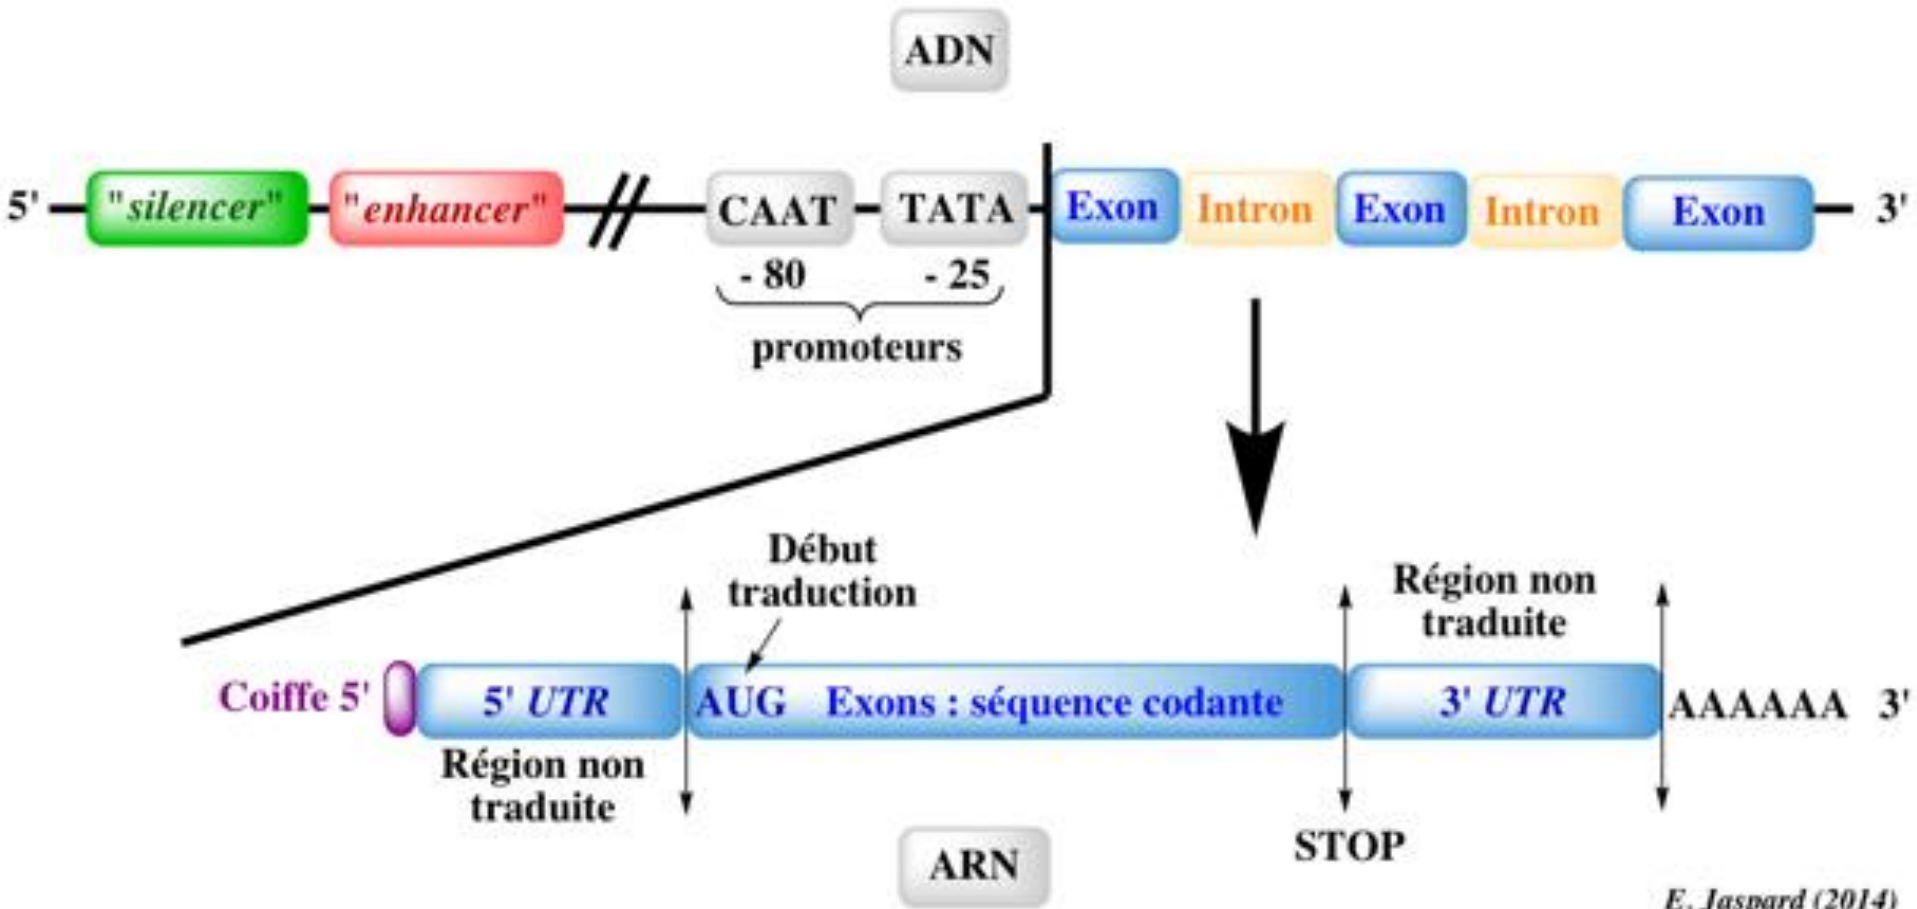 ADN
5' "silencer" "enhancer" CAAT TATA Exon Intron Exon Intron Exon 3'
- 80 - 25
promoteurs
Début
traduction
Région non
traduite
Coiffe 5' 5' UTR AUG Exons : séquence codante 3' UTR AAAAAA 3'
Région non
traduite
STOP
ARN
E. Jaspard (2014)